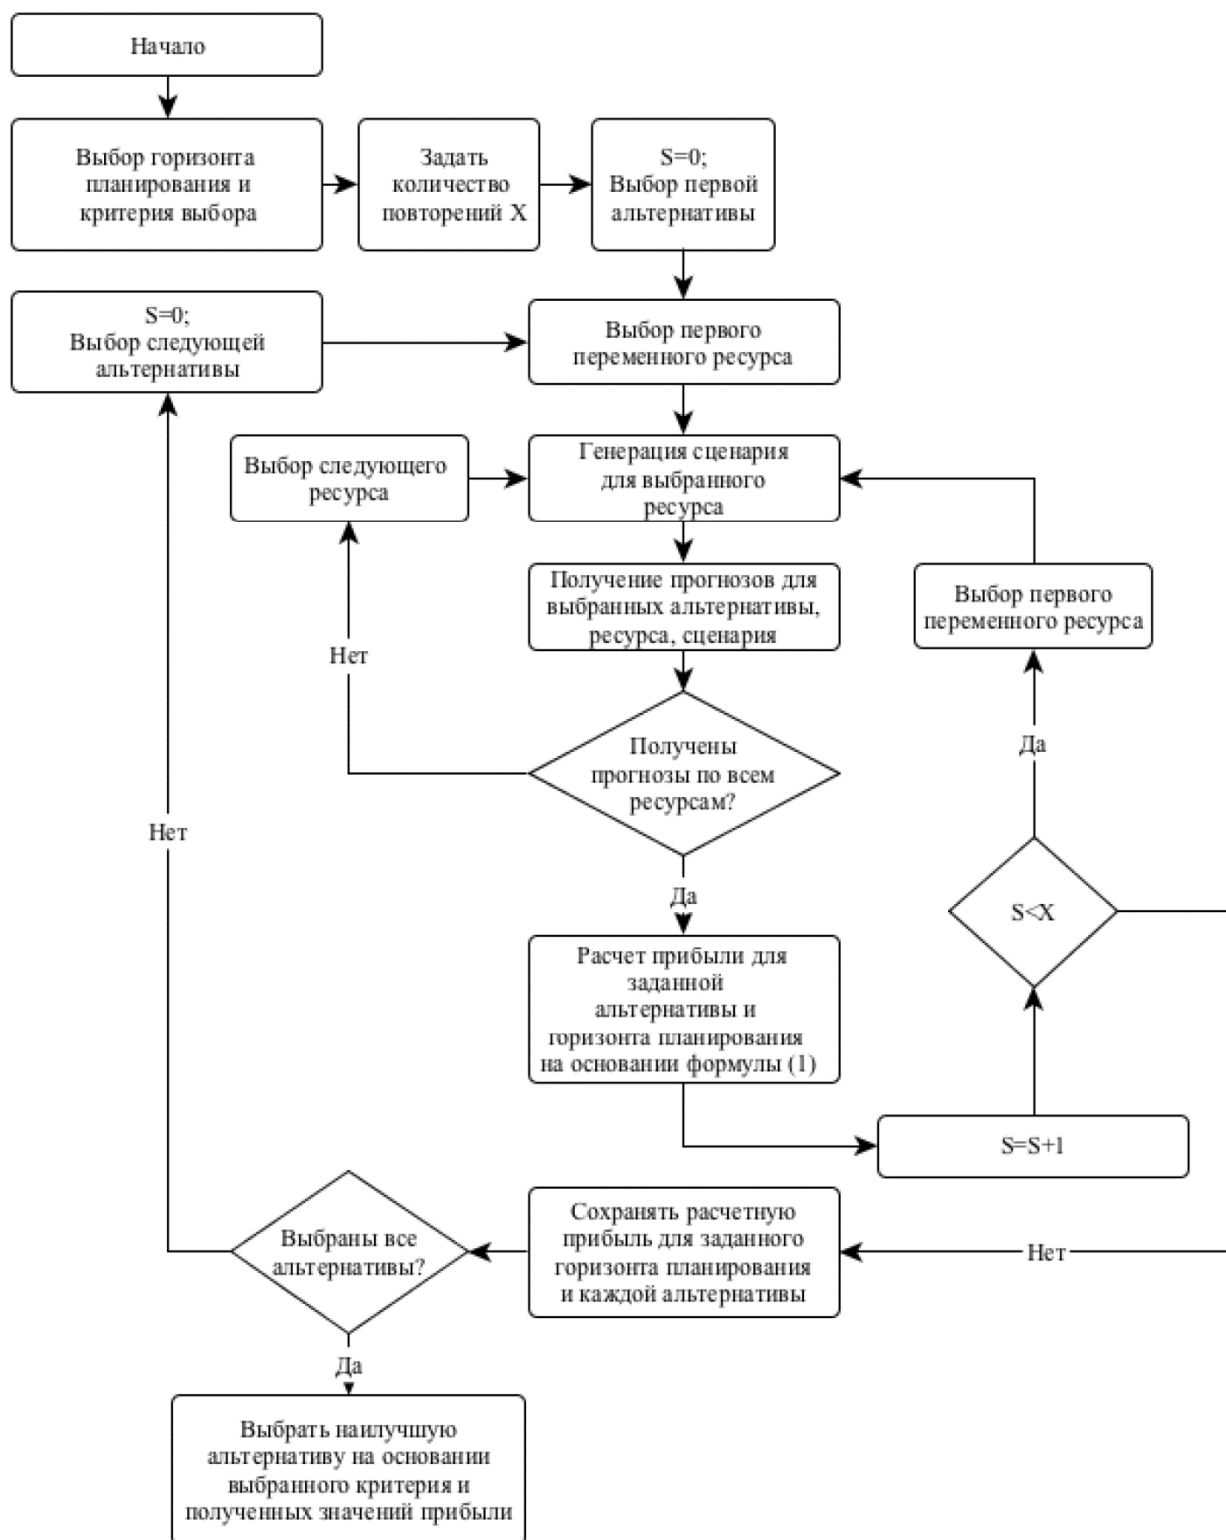 Начало
Выбор горизонта
планирования и
критерия выбора
Задать
количество
повторений X
S=0;
Выбор первой
альтернативы
S=0;
Выбор следующей
альтернативы
Выбор первого
переменного ресурса
Выбор следующего
ресурса
Генерация сценария
для выбранного
ресурса
Получение прогнозов для
выбранных альтернативы,
ресурса, сценария
Выбор первого
переменного ресурса
Нет
Получены
прогнозы по всем
ресурсам?
Да
Нет
Да
S<X
Расчет прибыли для
заданной
альтернативы и
горизонта планирования
на основании формулы (1)
S=S+1
Выбраны все
альтернативы?
Сохранять расчетную
прибыль для заданного
горизонта планирования
и каждой альтернативы
Нет
Да
Выбрать наилучшую
альтернативу на основании
выбранного критерия и
полученных значений прибыли